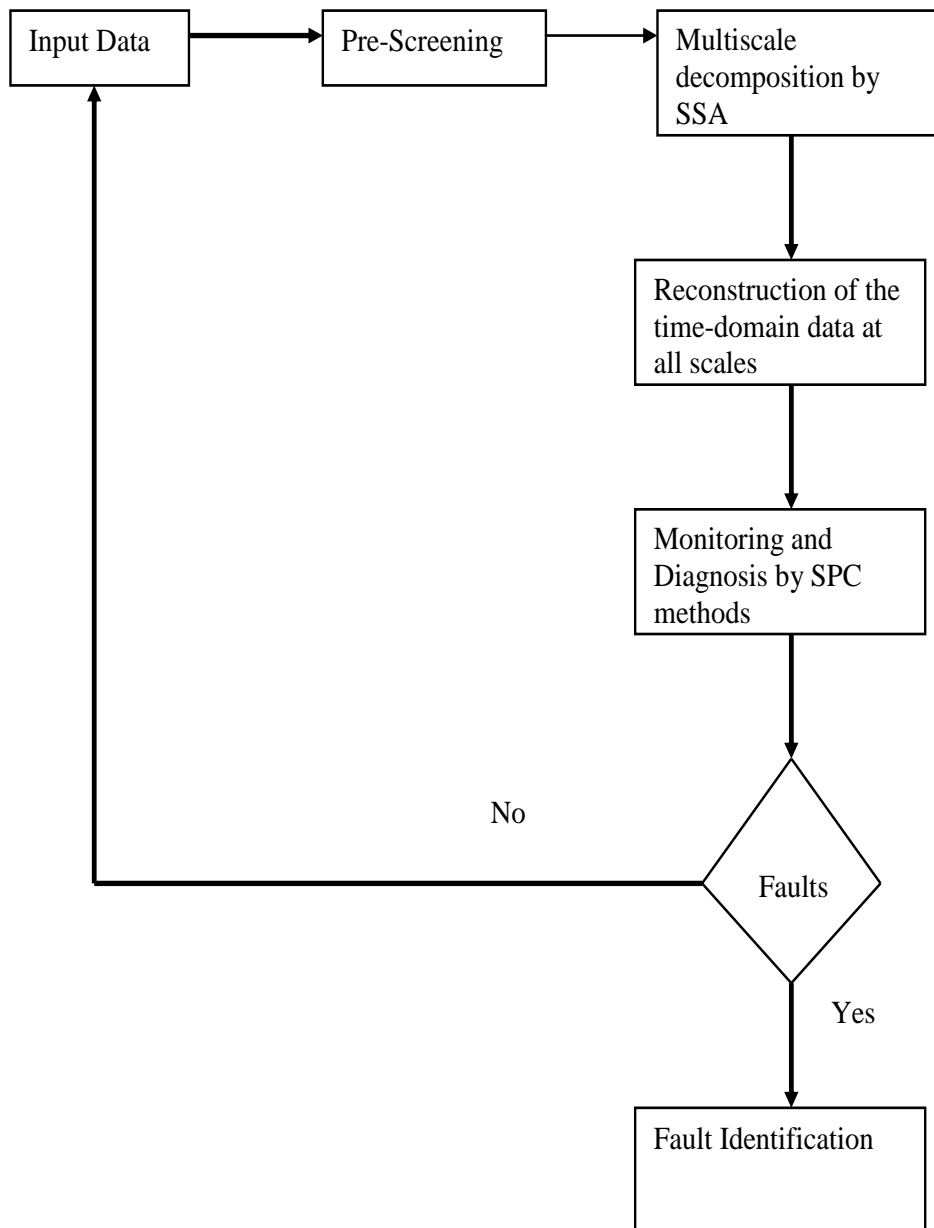 Input Data
Pre-Screening
Multiscale
decomposition by
SSA
Reconstruction of the
time-domain data at
all scales
Monitoring and
Diagnosis by SPC
methods
No
Faults
Yes
Fault Identification